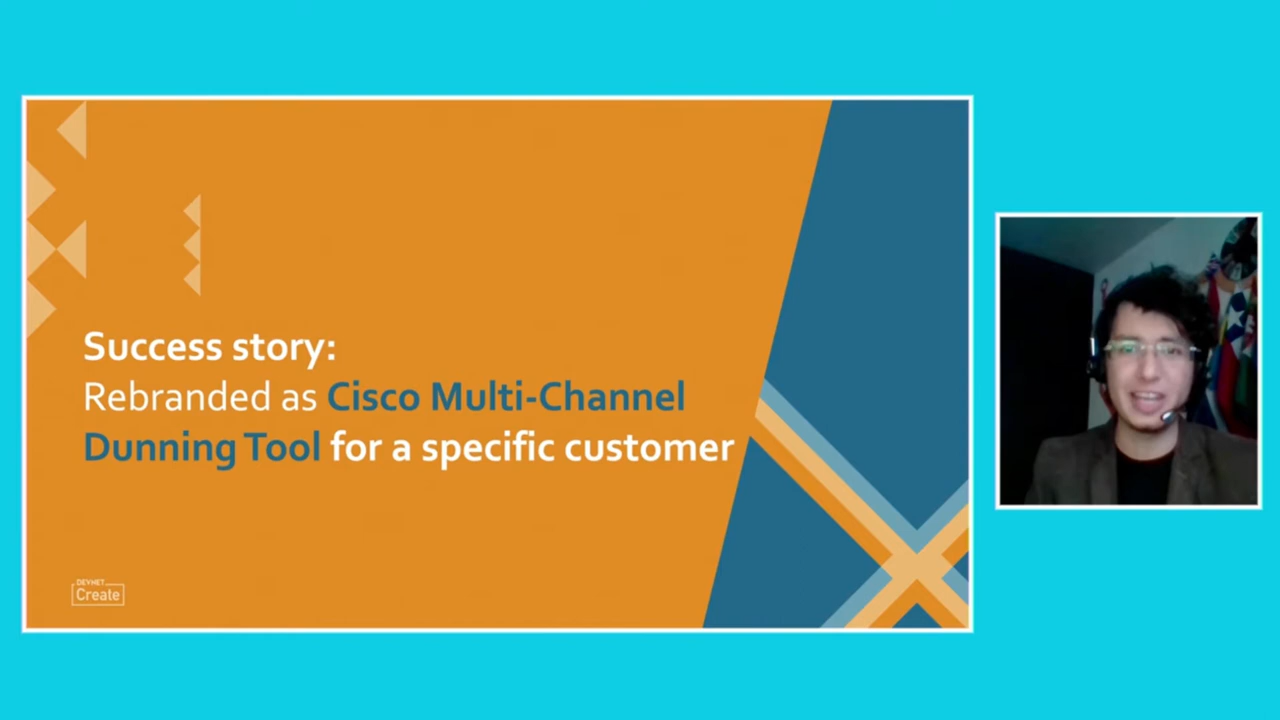 Success story:
Rebranded as Cisco Multi-Channel
Dunning Tool for a specific customer
DEVNET
Create